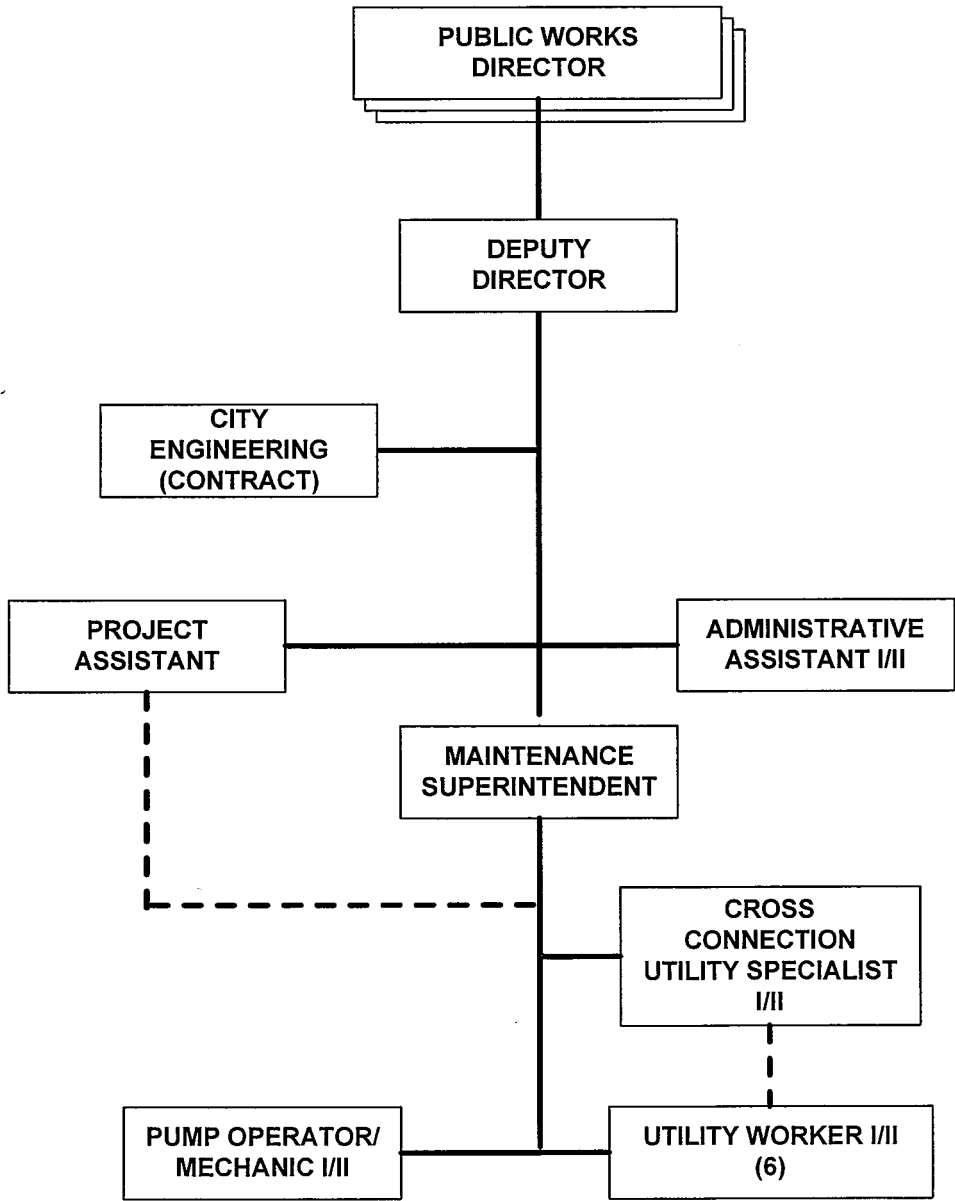 PUBLIC WORKS
DIRECTOR
DEPUTY
DIRECTOR
CITY
ENGINEERING
(CONTRACT)
PROJECT
ASSISTANT
ADMINISTRATIVE
ASSISTANT I/II
MAINTENANCE
SUPERINTENDENT
CROSS
CONNECTION
UTILITY SPECIALIST
I/II
PUMP OPERATOR/
MECHANIC I/II
UTILITY WORKER I/II
(6)